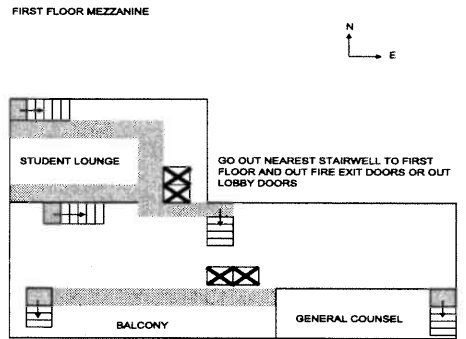 FIRST FLOOR MEZZANINE
N
E
STUDENT LOUNGE
GO OUT NEAREST STAIRWELL TO FIRST
FLOOR AND OUT FIRE EXIT DOORS OR OUT
LOBBY DOORS
BALCONY
GENERAL COUNSEL